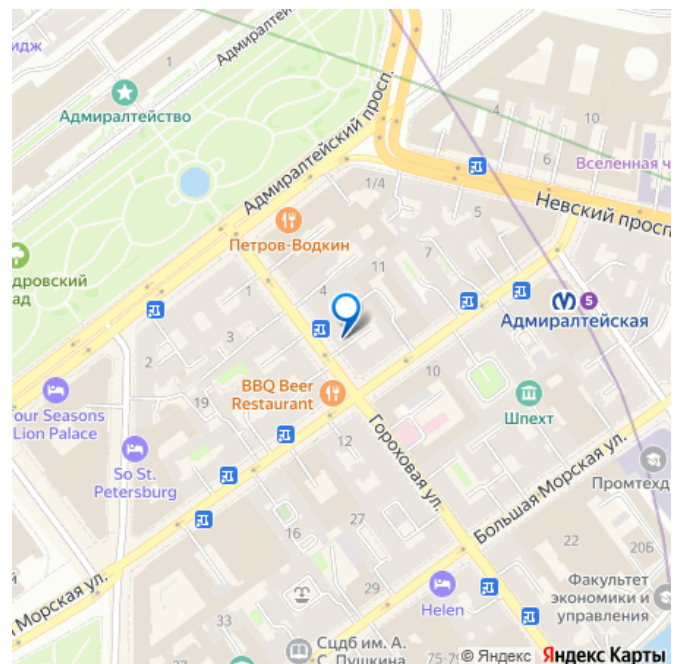 идж
1
Адмиралтей
Адмиралтейство
Адмиралтейский просп.
4
10
6
Вселенная ч
1/4
Невский просп
5
Петров-Водкин
7
11
дровский
ад
1
4
3
5
Адмиралтейская
2
BBQ Beer
Restaurant
10
19
our Seasons
Lion Palace
Шпехт
So St.
Petersburg
12
Гороховая ул.
Большая Морская ул.
Промтехд
16
27
22
20Б
29
Helen
Факультет
экономики и
управления
Морская ул.
33
Сцдб им. А.
С. Пушкина
75-79
© Яндекс Яндекс Карты